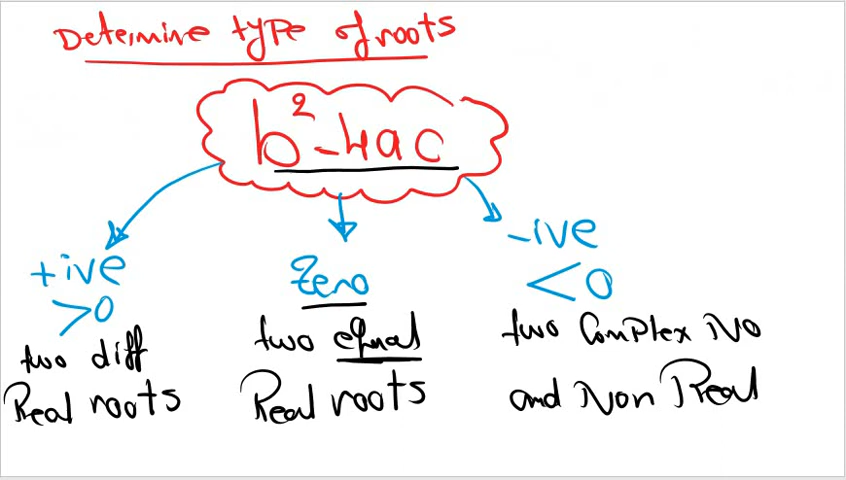 Determine type of roots
b²-4ac
+ive
>0
two diff
Real roots
Zero
two equal
Real roots
-ive
<0
two Complex No
and Non Real